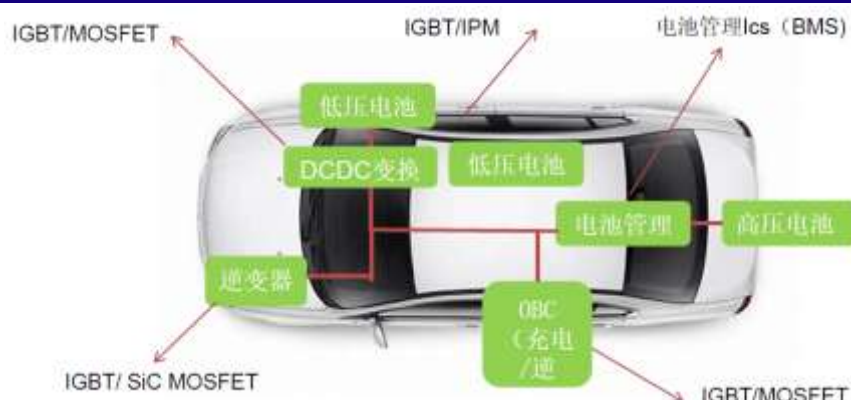 IGBT/MOSFET
IGBT/IPM
电池管理Ics（BMS)
低压电池
DCDC变换
低压电池
电池管理
高压电池
逆变器
OBC
（充电
/逆
IGBT/ SiC MOSFET
IGBT/MOSFET